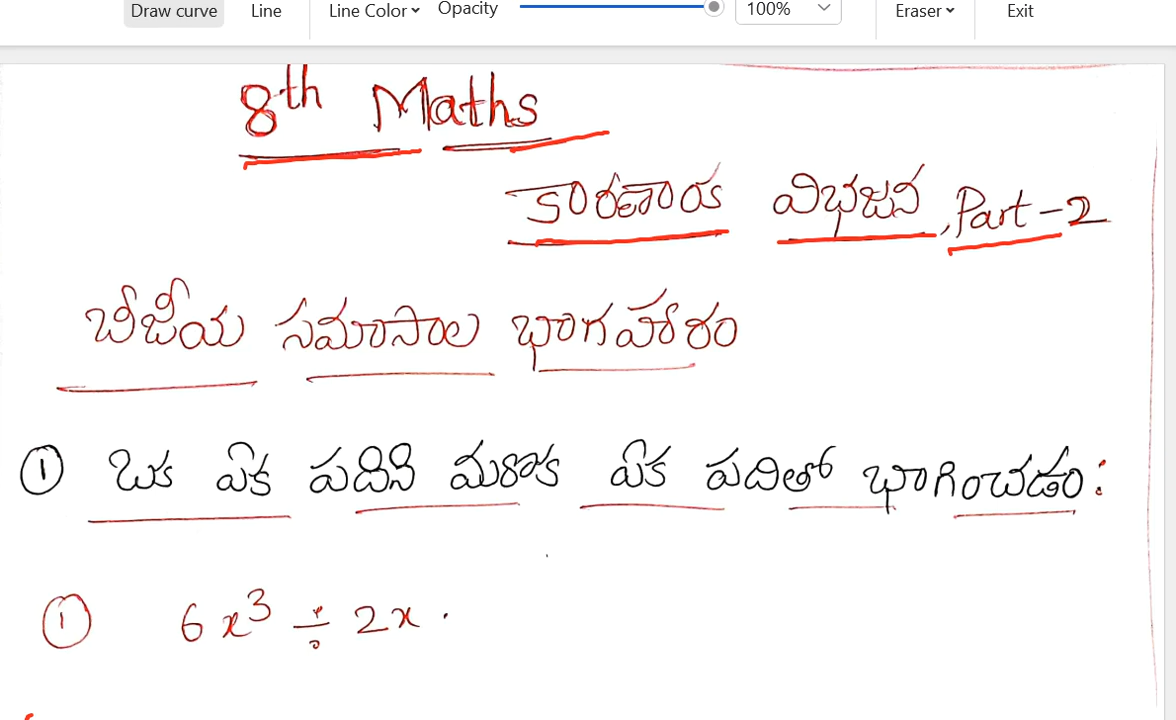 Draw curve Line Line Color Opacity 100% Eraser Exit
8th Maths
కారణాంక విభజన, Part-2
బీజీయ సమాసాల భాగహారం
① ఒక ఏక పదిని మరొక ఏక పదితో భాగించడం:
① 6x³ ÷ 2x .